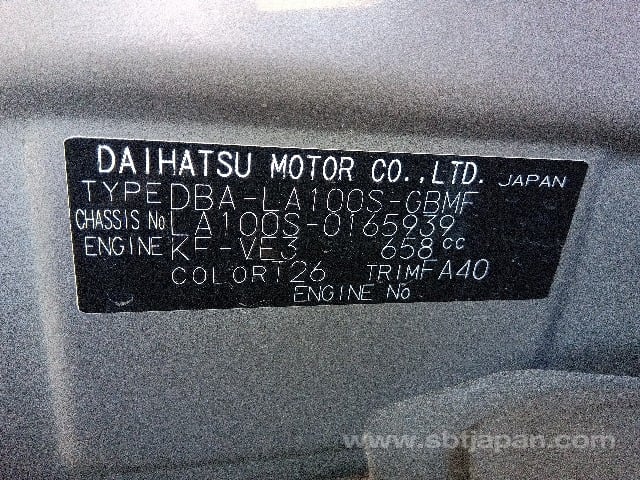 DAIHATSU MOTOR CO.,LTD. JAPAN
TYPE DBA-LA100S-GBMF
CHASSIS No LA100S-0165939
ENGINE KF-VE3 658cc
COLOR T26 TRIM FA40
ENGINE No
www.sbtjapan.com